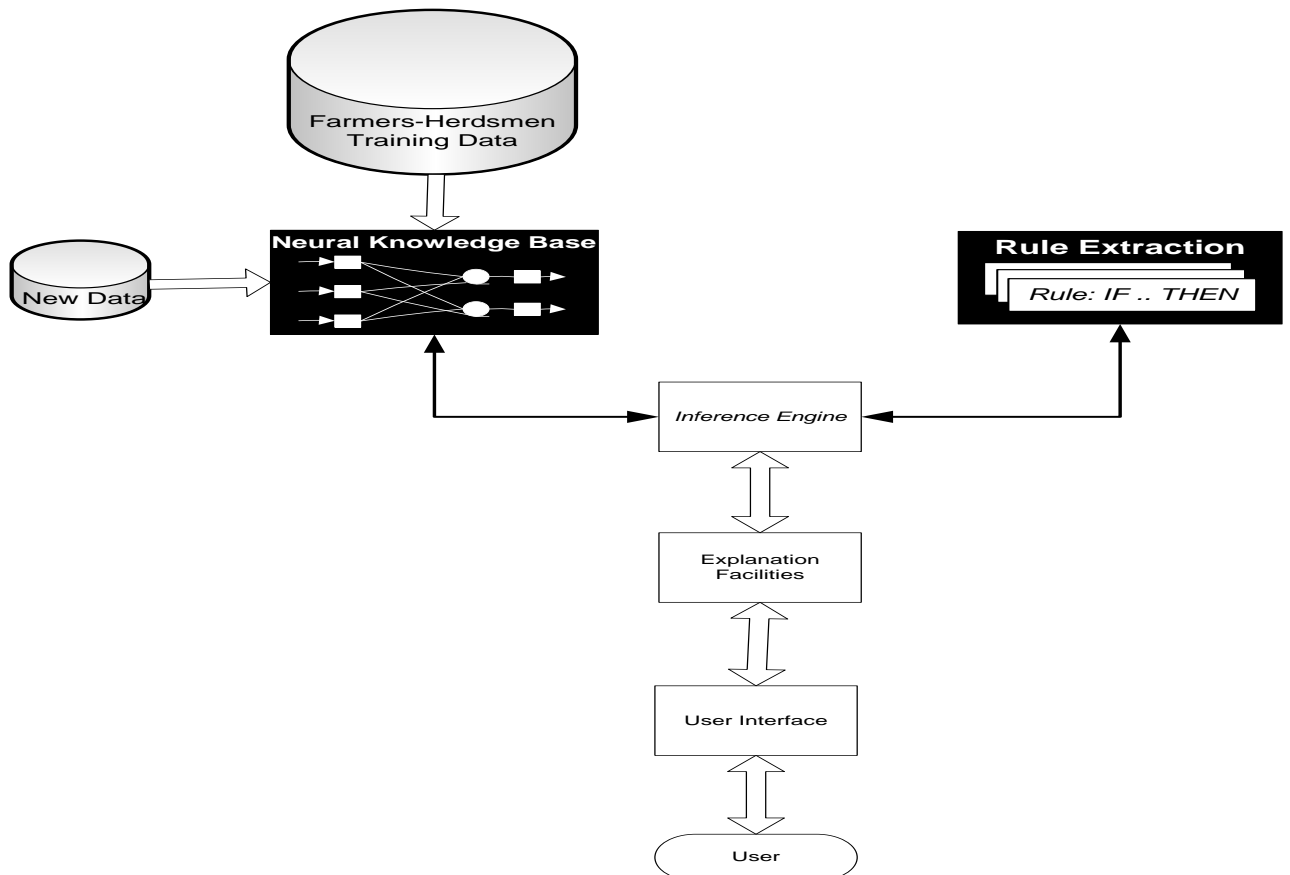 Farmers-Herdsmen
Training Data
Neural Knowledge Base
New Data
Rule Extraction
Rule: IF .. THEN
Inference Engine
Explanation
Facilities
User Interface
User